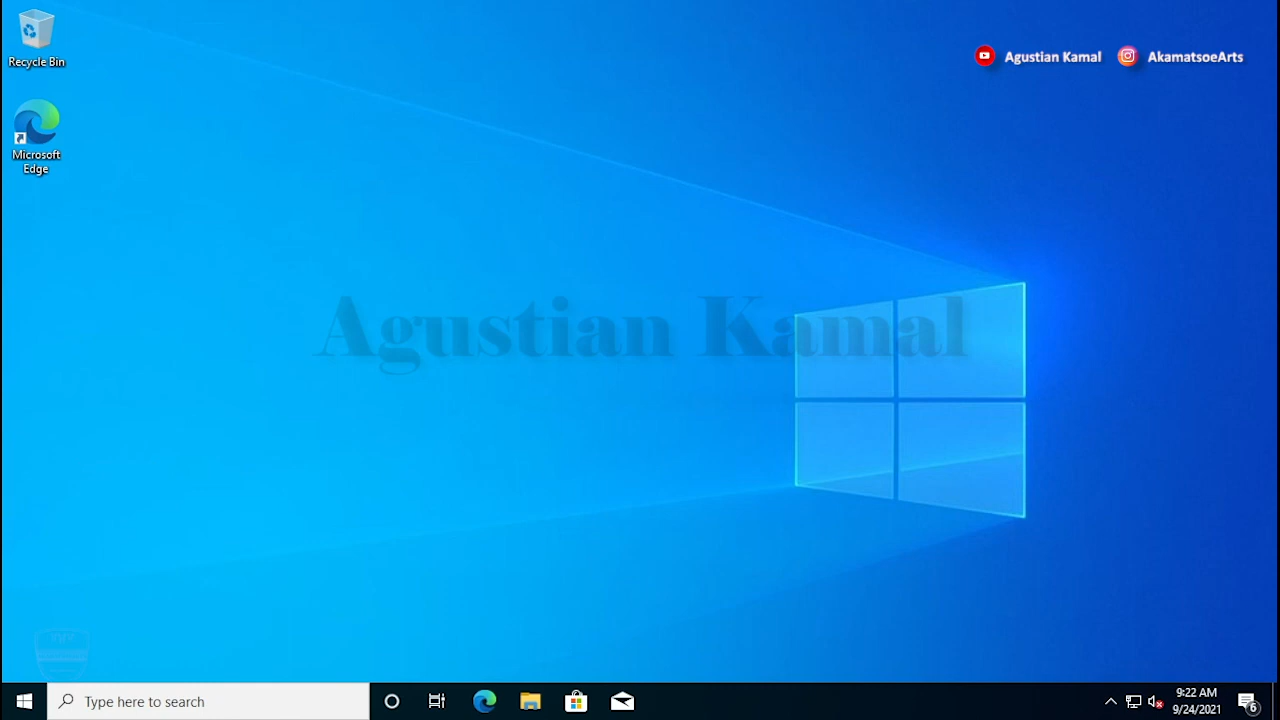 Recycle Bin
Agustian Kamal
AkamatsoeArts
Microsoft
Edge
Agustian Kamal
Type here to search
9:22 AM
9/24/2021
6